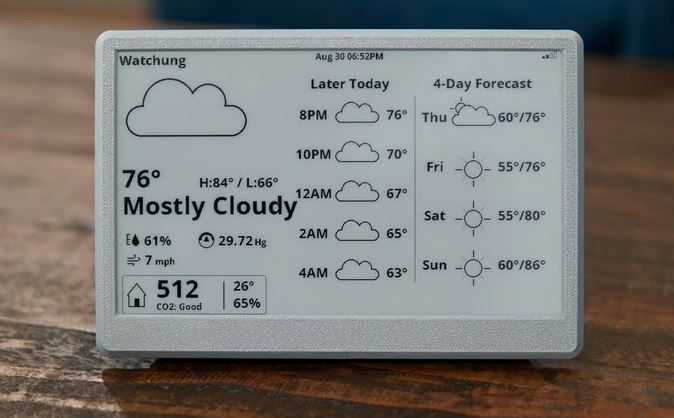 Watchung
Aug 30 06:52PM
76°
H:84° / L:66°
Mostly Cloudy
61%
29.72 Hg
7 mph
512
CO2: Good
26°
65%
Later Today
8PM 76°
10PM 70°
12AM 67°
2AM 65°
4AM 63°
4-Day Forecast
Thu 60°/76°
Fri 55°/76°
Sat 55°/80°
Sun 60°/86°